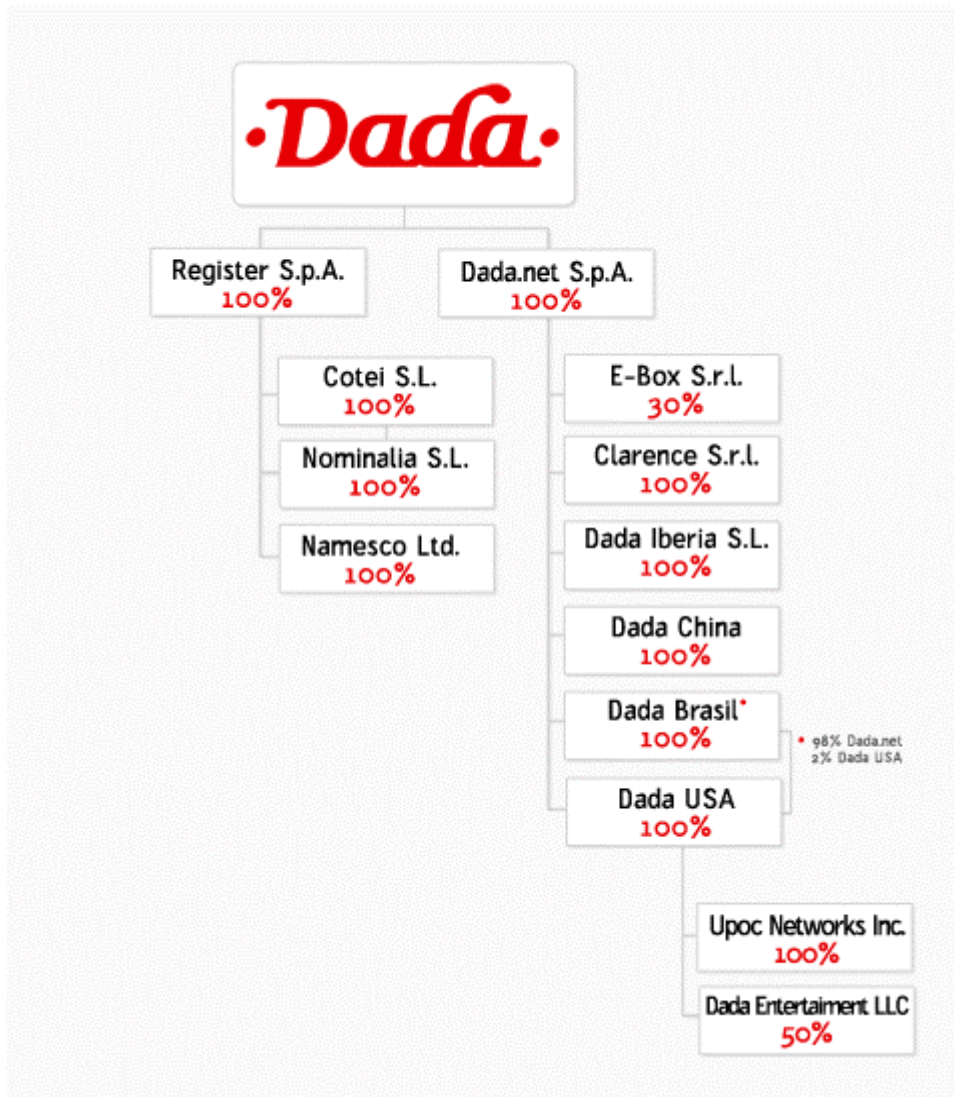 ·Dada·
Register S.p.A.
100%
Dada.net S.p.A.
100%
Cotei S.L.
100%
Nominalia S.L.
100%
Namesco Ltd.
100%
E-Box S.r.l.
30%
Clarence S.r.l.
100%
Dada Iberia S.L.
100%
Dada China
100%
Dada Brasil*
100%
* 98% Dada.net
2% Dada USA
Dada USA
100%
Upoc Networks Inc.
100%
Dada Entertaiment LLC
50%